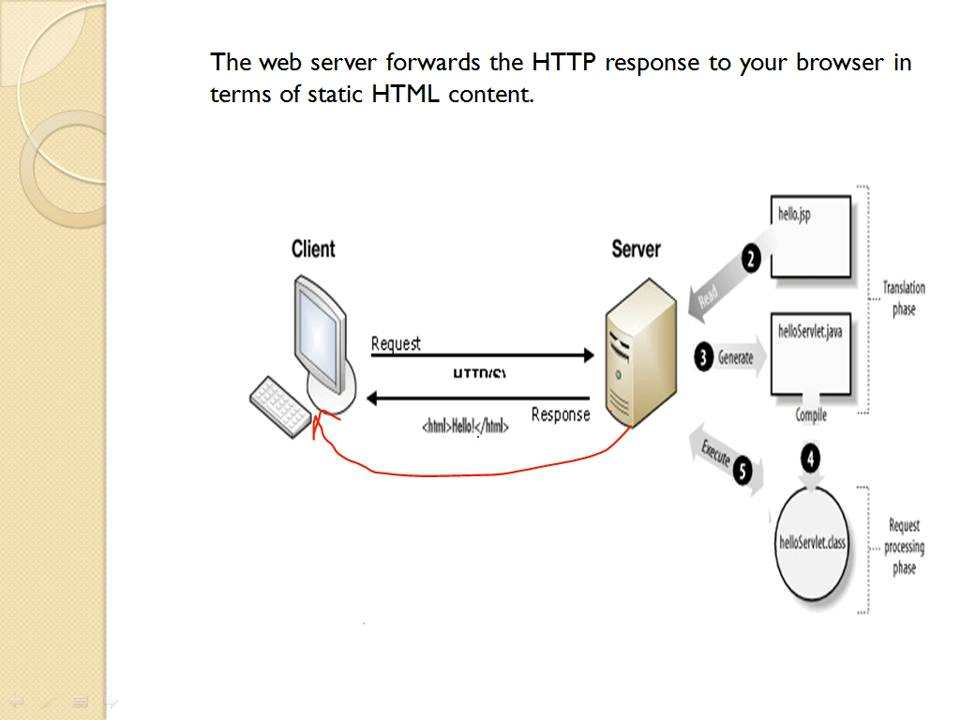 The web server forwards the HTTP response to your browser in
terms of static HTML content.
Client
Server
Request
HTTP(S)
Response
<html>Hello!</html>
hello.jsp
2
Read
Translation
phase
helloServlet.java
3
Generate
Compile
4
Execute
5
helloServlet.class
Request
processing
phase